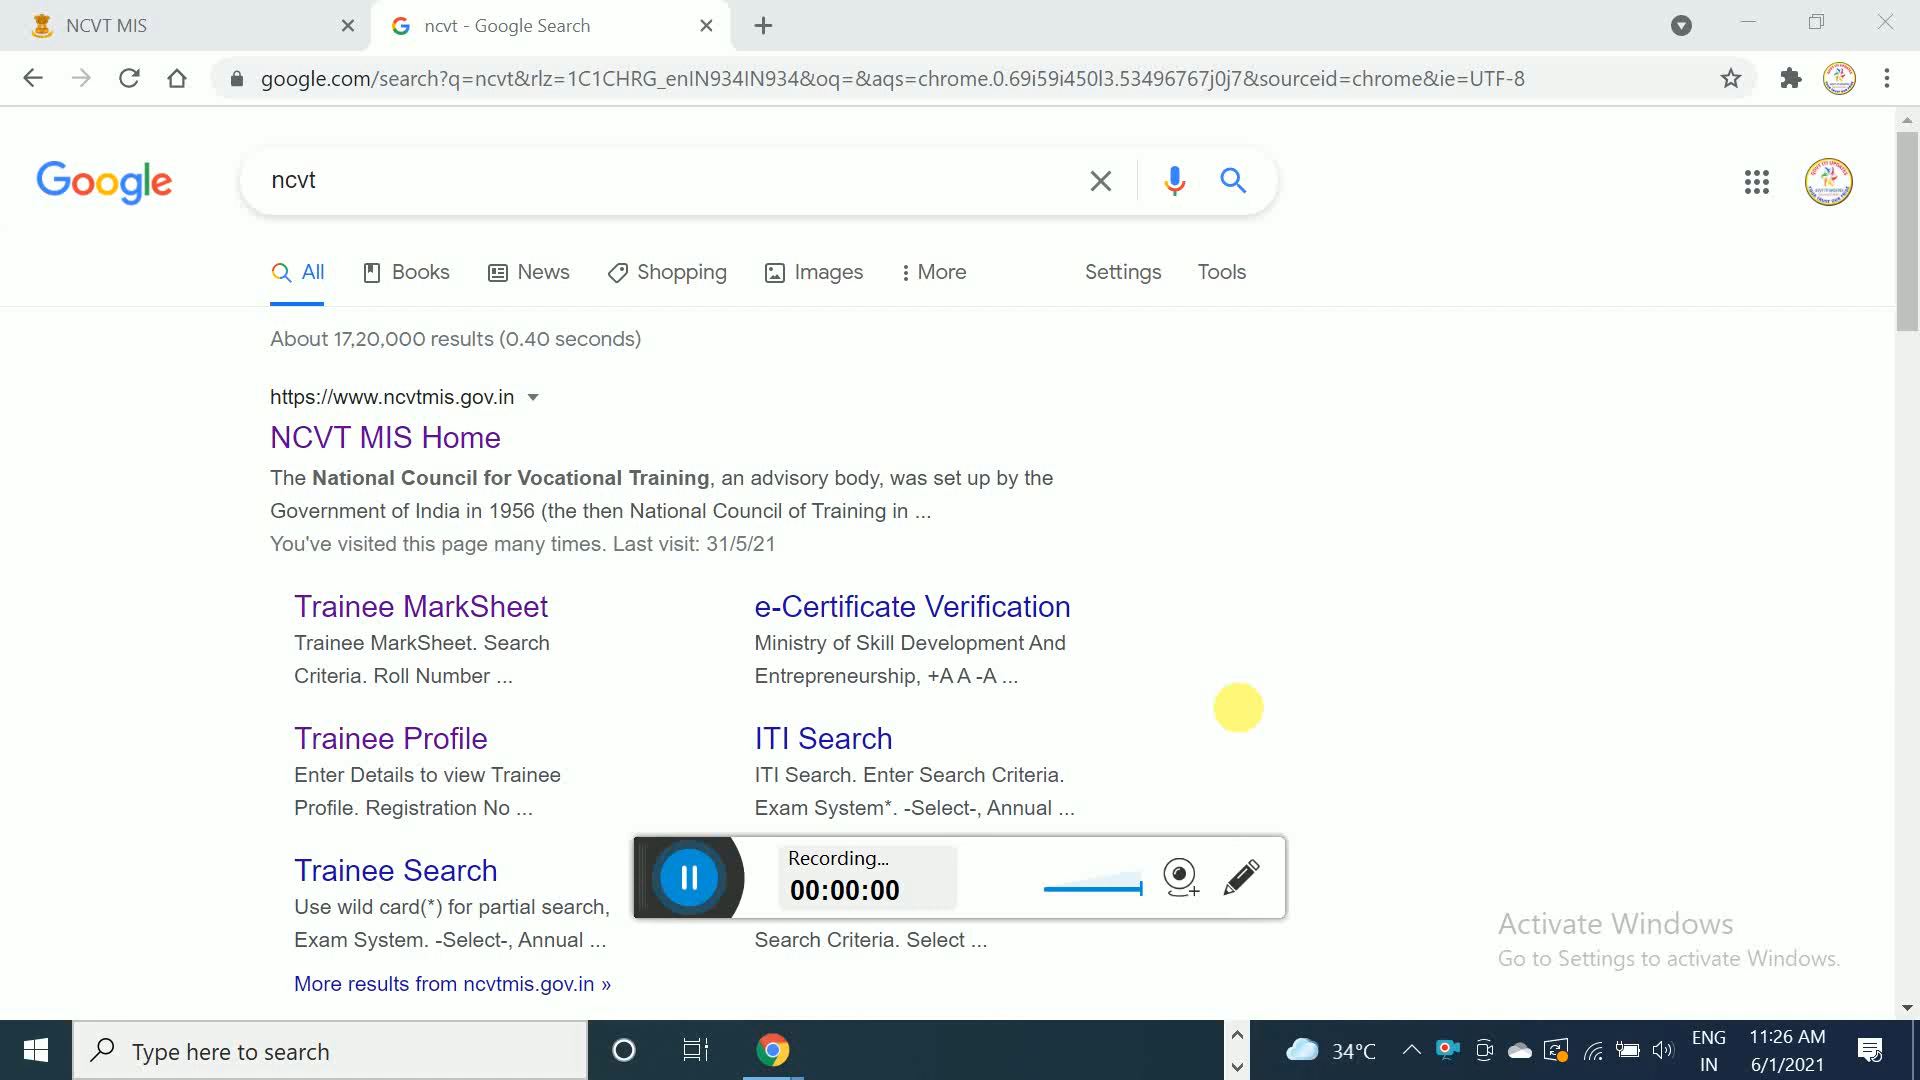 NCVT MIS
ncvt - Google Search
google.com/search?q=ncvt&rlz=1C1CHRG_enIN934IN934&oq=&aqs=chrome.0.69i59i450l3.53496767j0j7&sourceid=chrome&ie=UTF-8
Google
ncvt
All Books News Shopping Images More Settings Tools
About 17,20,000 results (0.40 seconds)
https://www.ncvtmis.gov.in
NCVT MIS Home
The National Council for Vocational Training, an advisory body, was set up by the
Government of India in 1956 (the then National Council of Training in ...
You've visited this page many times. Last visit: 31/5/21
Trainee MarkSheet
Trainee MarkSheet. Search
Criteria. Roll Number ...
e-Certificate Verification
Ministry of Skill Development And
Entrepreneurship, +A A -A ...
Trainee Profile
Enter Details to view Trainee
Profile. Registration No ...
ITI Search
ITI Search. Enter Search Criteria.
Exam System*. -Select-, Annual ...
Trainee Search
Use wild card(*) for partial search,
Exam System. -Select-, Annual ...
Search Criteria. Select ...
More results from ncvtmis.gov.in »
Recording...
00:00:00
Activate Windows
Go to Settings to activate Windows.
Type here to search
34°C
ENG
IN
11:26 AM
6/1/2021